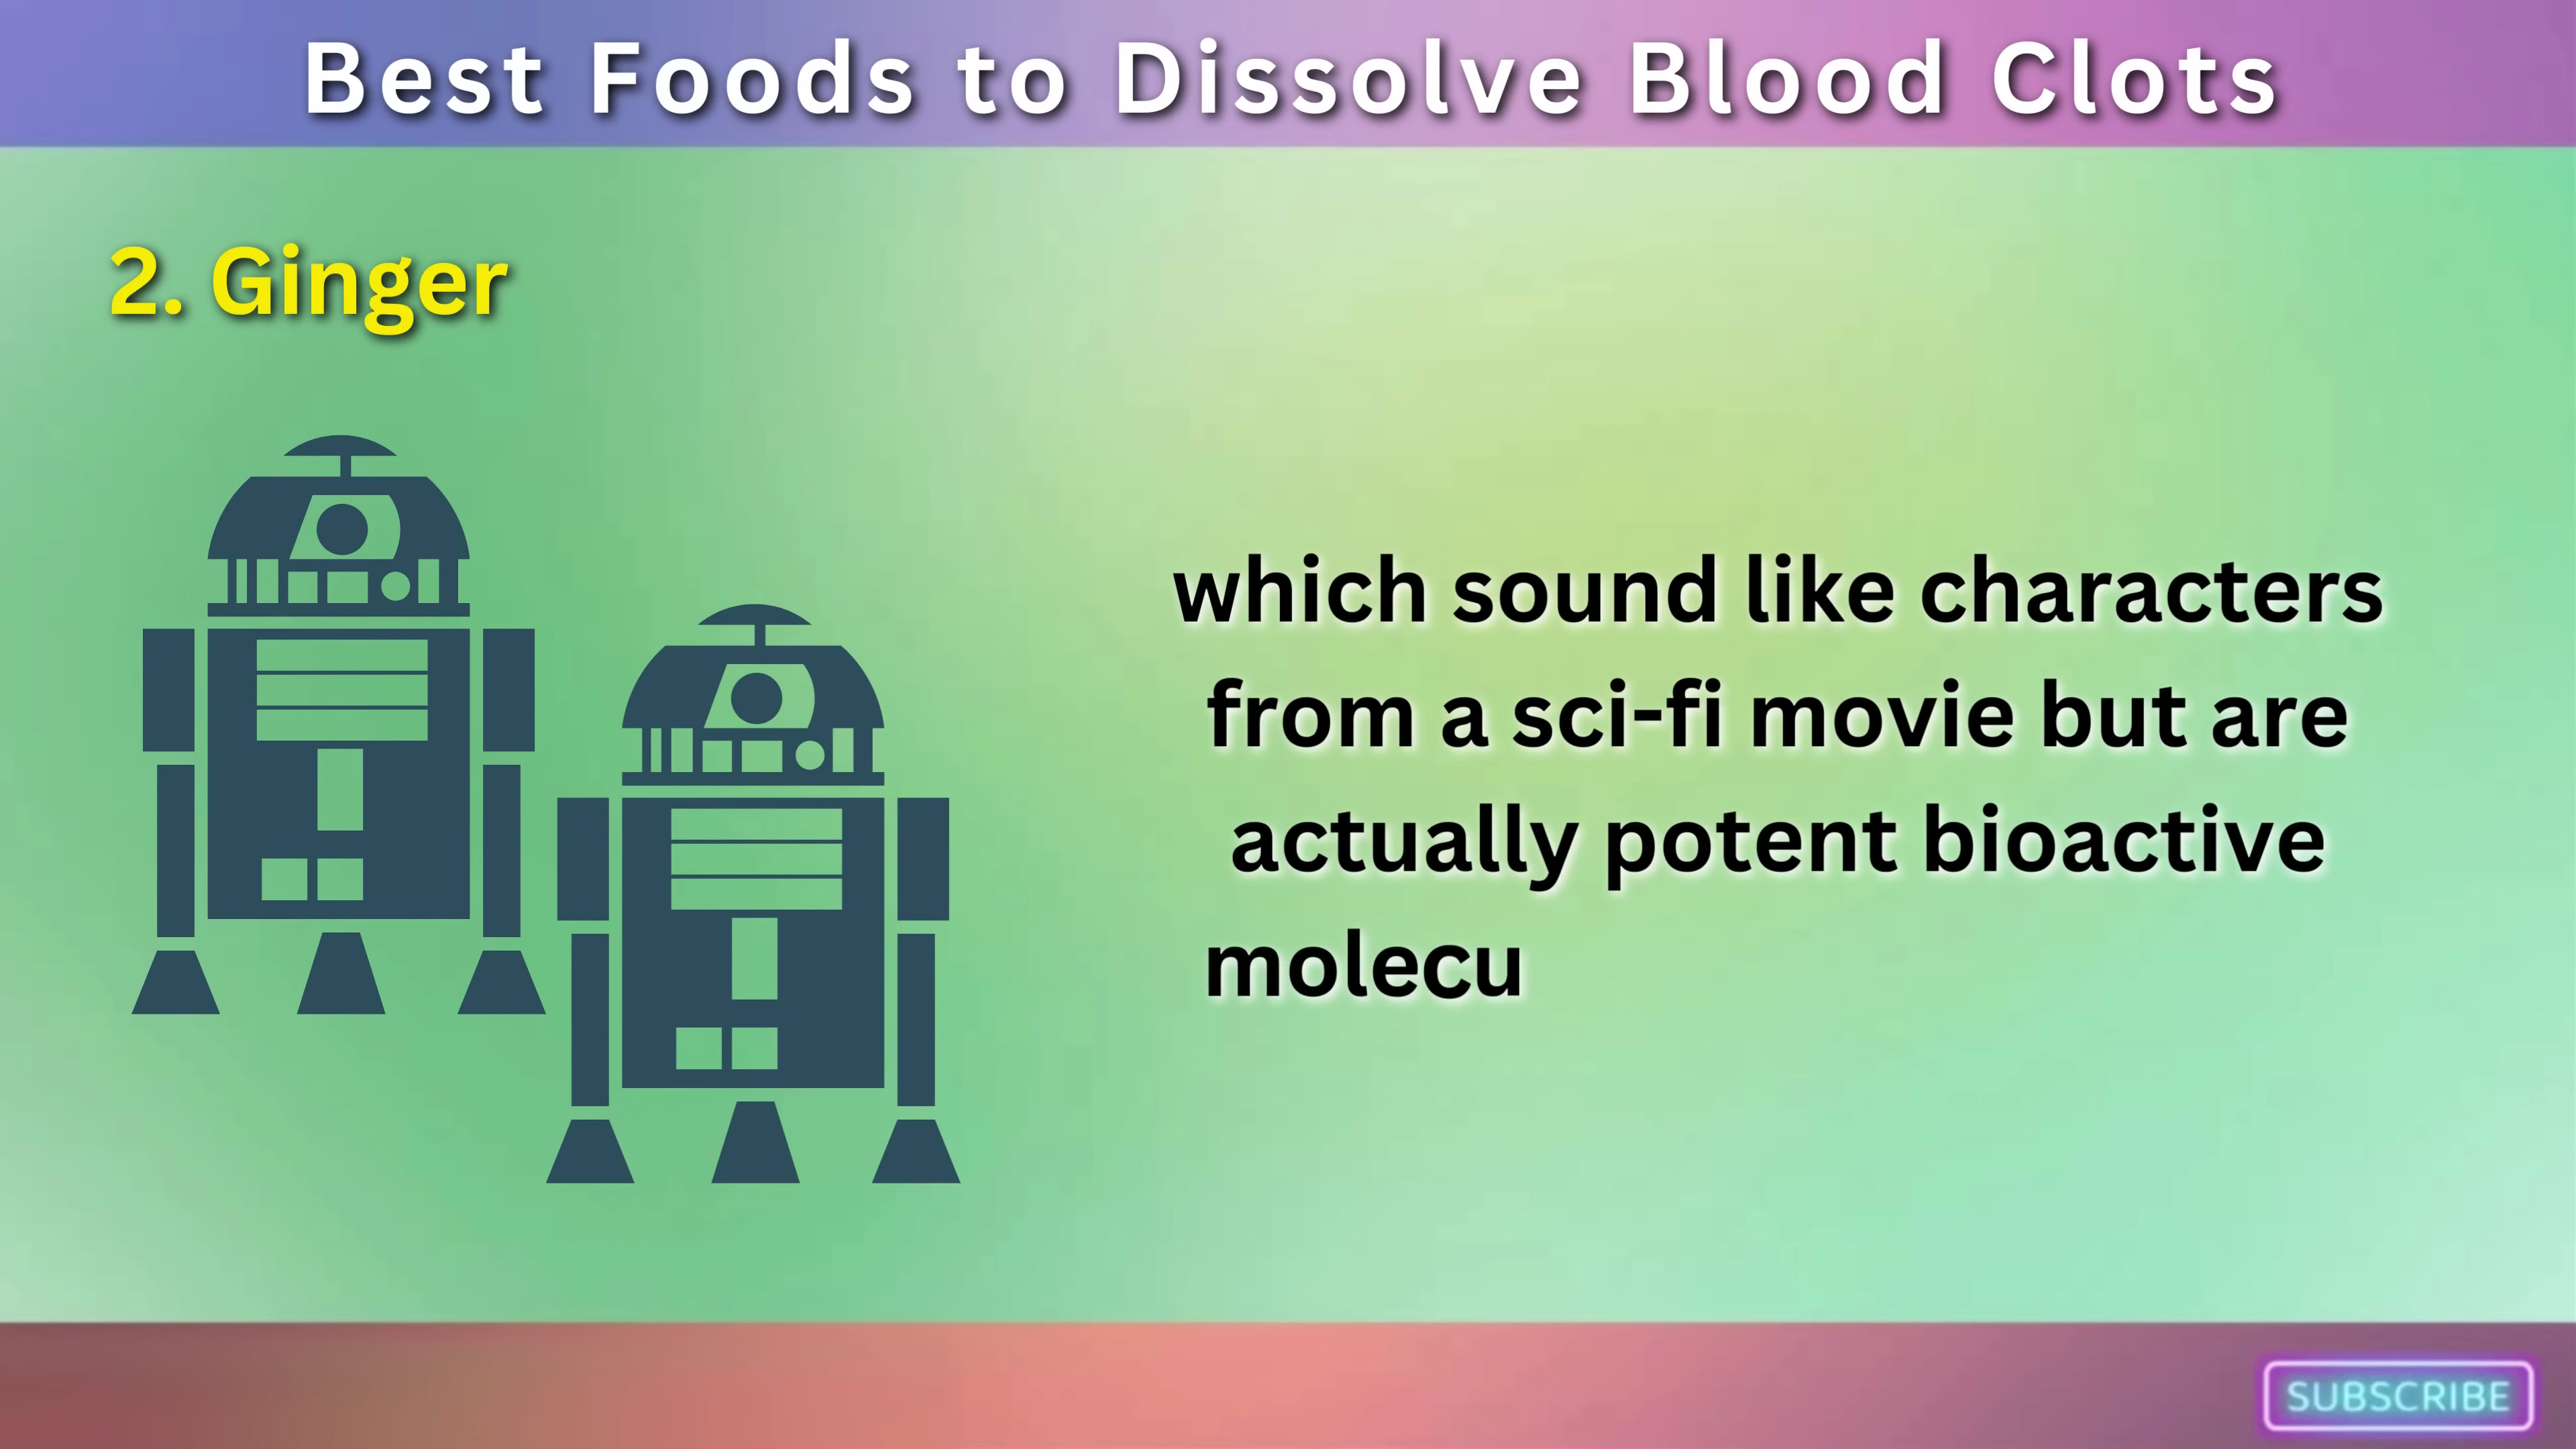 Best Foods to Dissolve Blood Clots
2. Ginger
which sound like characters
from a sci-fi movie but are
actually potent bioactive
molecu
SUBSCRIBE